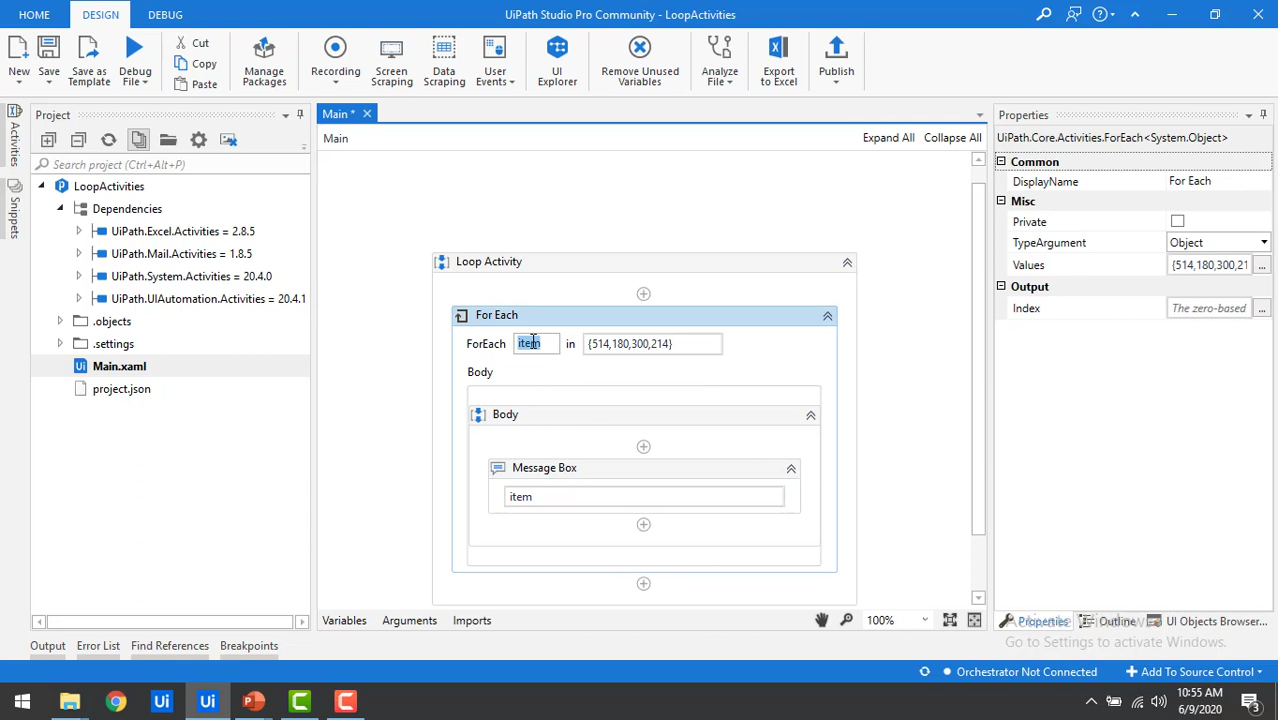 HOME DESIGN DEBUG UiPath Studio Pro Community - LoopActivities
New Save Save as Template Debug File Cut Copy Paste Manage Packages Recording Screen Scraping Data Scraping User Events UI Explorer Remove Unused Variables Analyze File Export to Excel Publish
Activities
Snippets
Project
Search project (Ctrl+Alt+P)
LoopActivities
Dependencies
UiPath.Excel.Activities = 2.8.5
UiPath.Mail.Activities = 1.8.5
UiPath.System.Activities = 20.4.0
UiPath.UIAutomation.Activities = 20.4.1
.objects
.settings
Main.xaml
project.json
Main *
Main Expand All Collapse All
Loop Activity
For Each
ForEach item in {514,180,300,214}
Body
Body
Message Box
item
Variables Arguments Imports 100%
Properties
UiPath.Core.Activities.ForEach<System.Object>
Common
DisplayName For Each
Misc
Private
TypeArgument Object
Values {514,180,300,21 ...
Output
Index The zero-based ...
Properties Outline UI Objects Browser...
Activate Windows
Go to Settings to activate Windows.
Output Error List Find References Breakpoints
Orchestrator Not Connected Add To Source Control
10:55 AM
6/9/2020
3